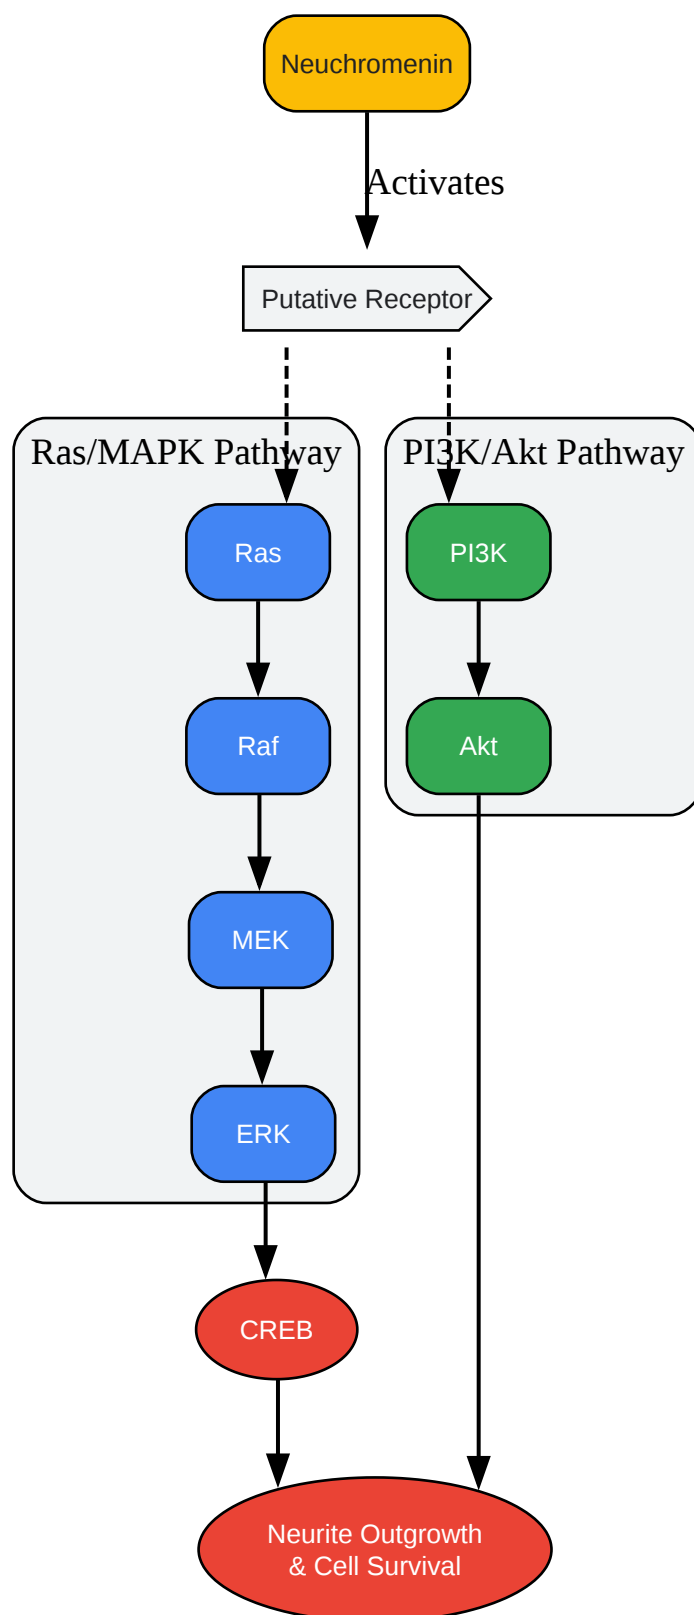 Neuchromenin
Activates
Putative Receptor
Ras/MAPK Pathway
PI3K/Akt Pathway
Ras
PI3K
Raf
Akt
MEK
ERK
CREB
Neurite Outgrowth
& Cell Survival